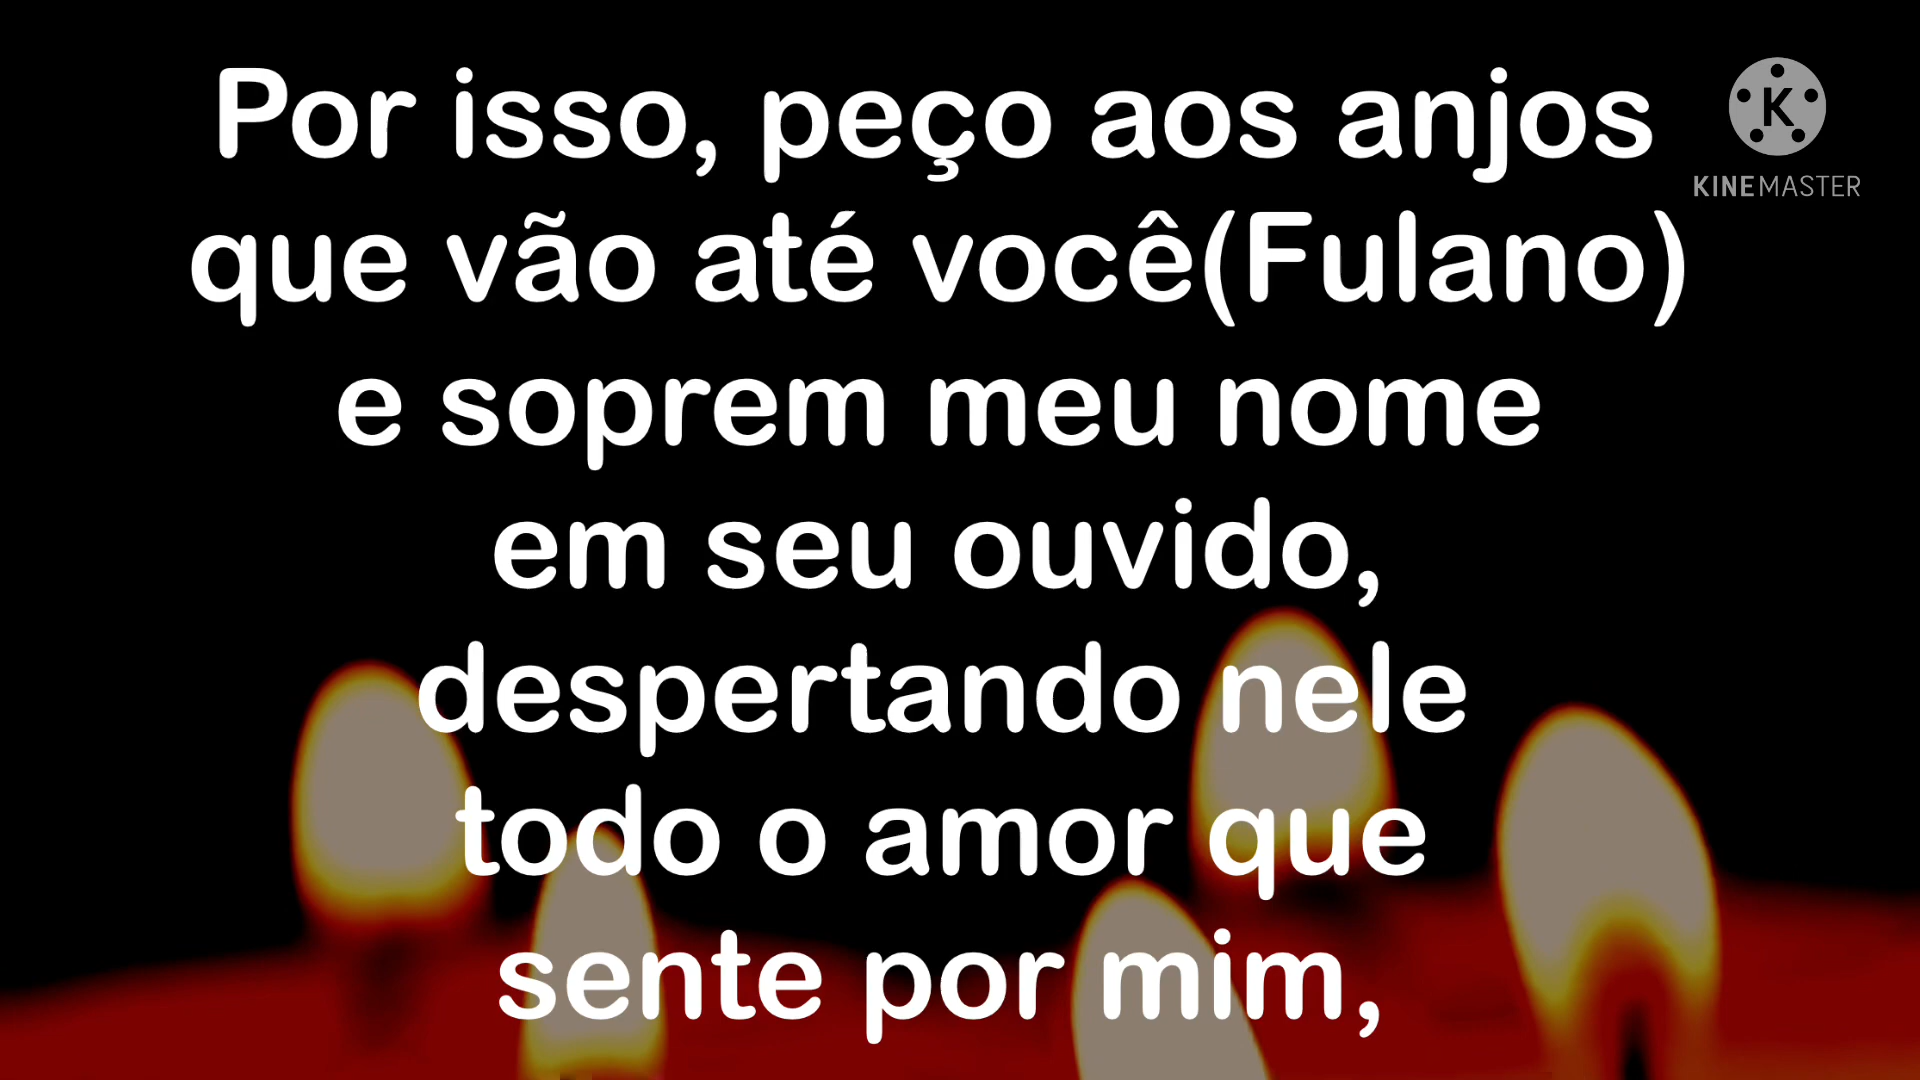 Por isso, peço aos anjos
que vão até você(Fulano)
e soprem meu nome
em seu ouvido,
despertando nele
todo o amor que
sente por mim,
K
KINEMASTER